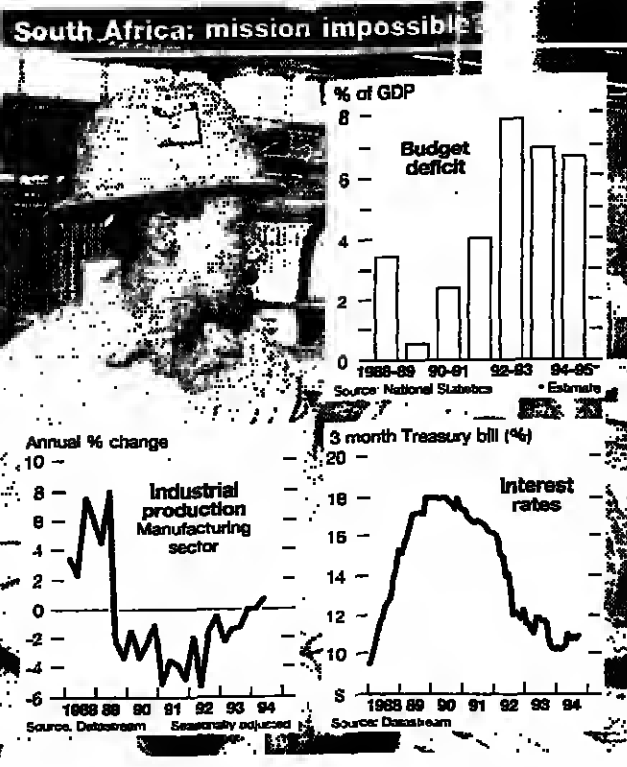 South Africa: mission impossible?
% of GDP
Budget
deficit
8
6
4
2
0
1988-89 90-91 92-93 94-95*
Source: National Statistics * Estimate
Annual % change
Industrial
production
Manufacturing
sector
10
8
6
4
2
0
-2
-4
-6
1988 89 90 91 92 93 94
Source: Datastream Seasonally adjusted
3 month Treasury bill (%)
Interest
rates
20
18
16
14
12
10
8
1988 89 90 91 92 93 94
Source: Datastream